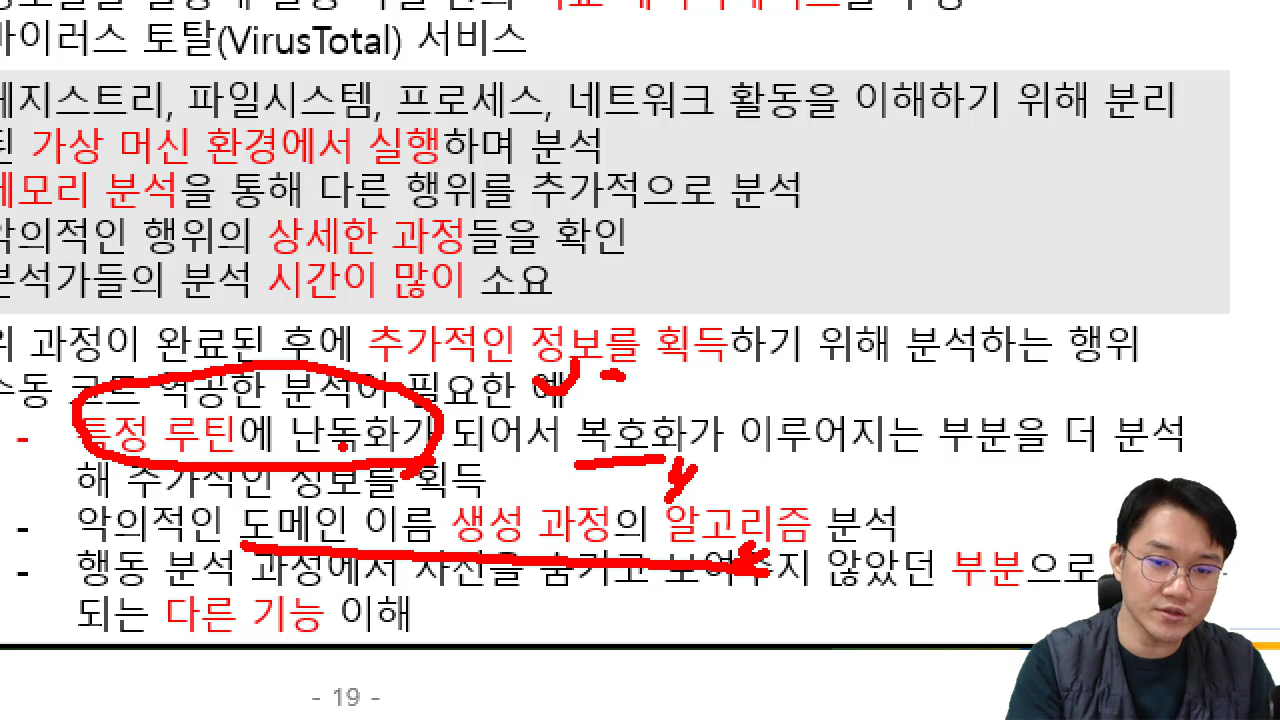 바이러스 토탈(VirusTotal) 서비스
레지스트리, 파일시스템, 프로세스, 네트워크 활동을 이해하기 위해 분리
된 가상 머신 환경에서 실행하며 분석
메모리 분석을 통해 다른 행위를 추가적으로 분석
악의적인 행위의 상세한 과정들을 확인
분석가들의 분석 시간이 많이 소요
위 과정이 완료된 후에 추가적인 정보를 획득하기 위해 분석하는 행위
수동 코드 역공한 분석이 필요한 예
- 특정 루틴에 난독화가 되어서 복호화가 이루어지는 부분을 더 분석
해 추가적인 정보를 획득
- 악의적인 도메인 이름 생성 과정의 알고리즘 분석
- 행동 분석 과정에서 자신을 숨기고 보여주지 않았던 부분으로
되는 다른 기능 이해
- 19 -